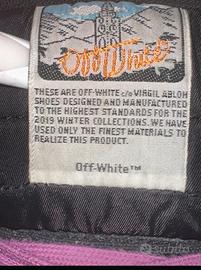 Off White
THESE ARE OFF-WHITE c/o VIRGIL ABLOH
SHOES DESIGNED AND MANUFACTURED
TO THE HIGHEST STANDARDS FOR THE
2019 WINTER COLLECTIONS. WE HAVE
USED ONLY THE FINEST MATERIALS TO
REALIZE THIS PRODUCT.
Off-White™
subito